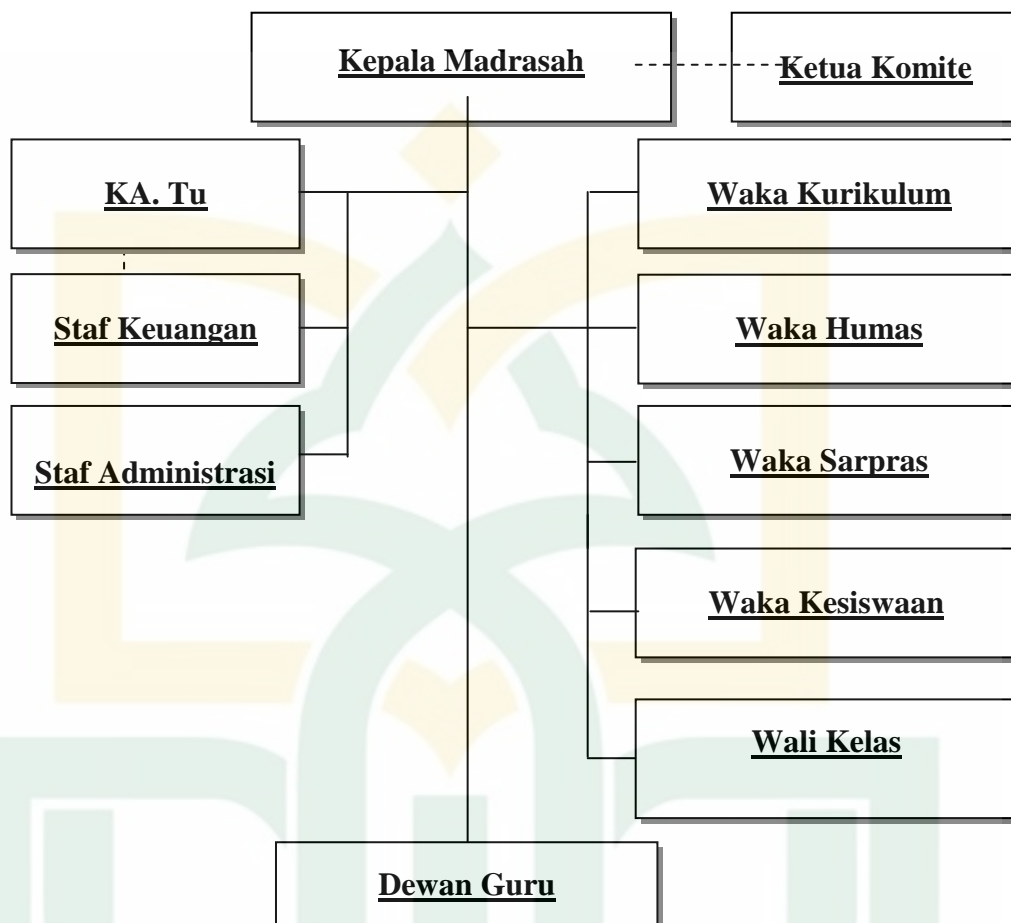 Kepala Madrasah
Ketua Komite
KA. Tu
Waka Kurikulum
Staf Keuangan
Waka Humas
Staf Administrasi
Waka Sarpras
Waka Kesiswaan
Wali Kelas
Dewan Guru